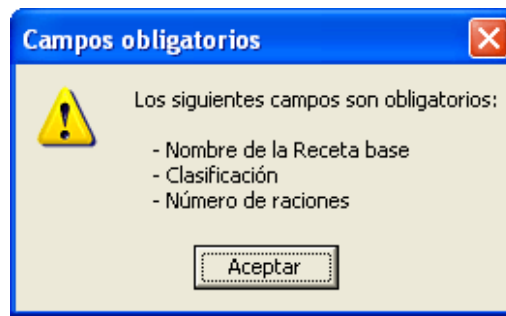 Campos obligatorios
Los siguientes campos son obligatorios:
- Nombre de la Receta base
- Clasificación
- Número de raciones
Aceptar